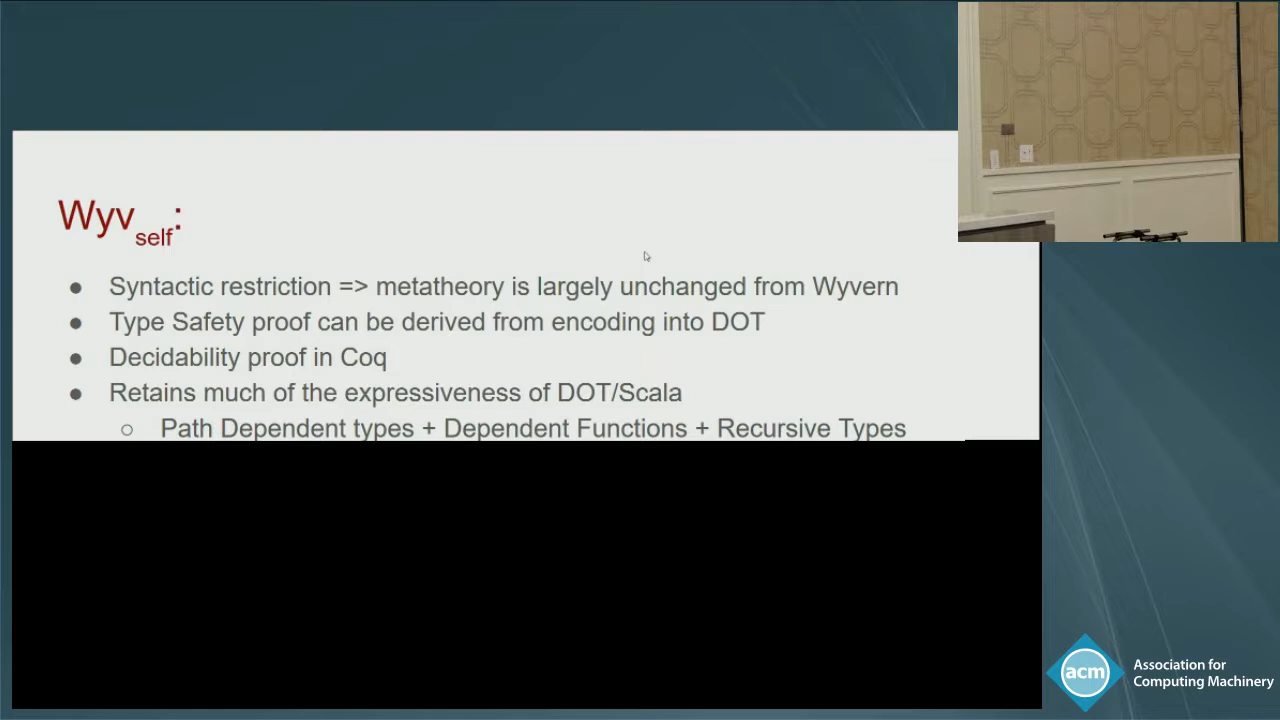 Wyvself:
● Syntactic restriction => metatheory is largely unchanged from Wyvern
● Type Safety proof can be derived from encoding into DOT
● Decidability proof in Coq
● Retains much of the expressiveness of DOT/Scala
○ Path Dependent types + Dependent Functions + Recursive Types
acm
Association for
Computing Machinery